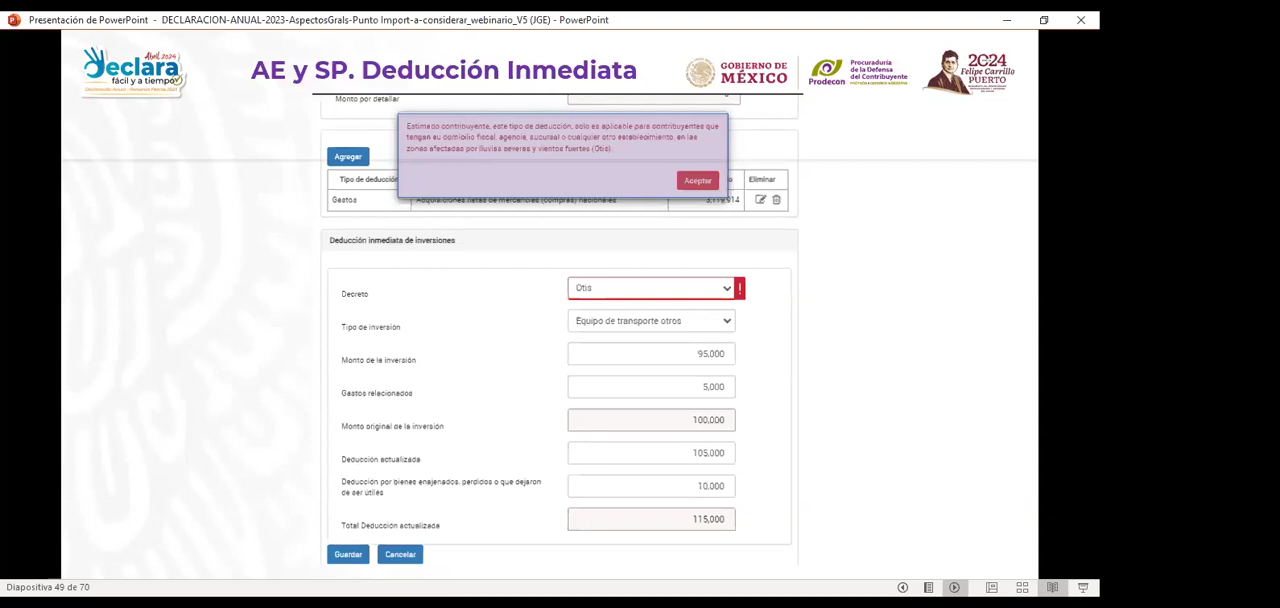 Presentación de PowerPoint - DECLARACION-ANUAL-2023-AspectosGrals-Punto Import-a-considerar_webinario_V5 (JGE) - PowerPoint
Abril 2024
Declara
fácil y a tiempo
AE y SP. Deducción Inmediata
GOBIERNO DE
MÉXICO
Prodecon
Procuraduría
de la Defensa
del Contribuyente
2024
Felipe Carrillo
PUERTO
Monto por detallar
Estimado contribuyente, este tipo de deducción, solo es aplicable para contribuyentes que
tengan su domicilio fiscal, agencia, sucursal o cualquier otro establecimiento, en las
zonas afectadas por lluvias severas y vientos fuertes (Otis).
Aceptar
Agregar
Tipo de deducción
Eliminar
Gastos Adquisiciones netas de mercancías (compras) nacionales 3,119,914
Deducción inmediata de inversiones
Decreto Otis !
Tipo de inversión Equipo de transporte otros
Monto de la inversión 95,000
Gastos relacionados 5,000
Monto original de la inversión 100,000
Deducción actualizada 105,000
Deducción por bienes enajenados, perdidos o que dejaron
de ser útiles 10,000
Total Deducción actualizada 115,000
Guardar Cancelar
Diapositiva 49 de 70